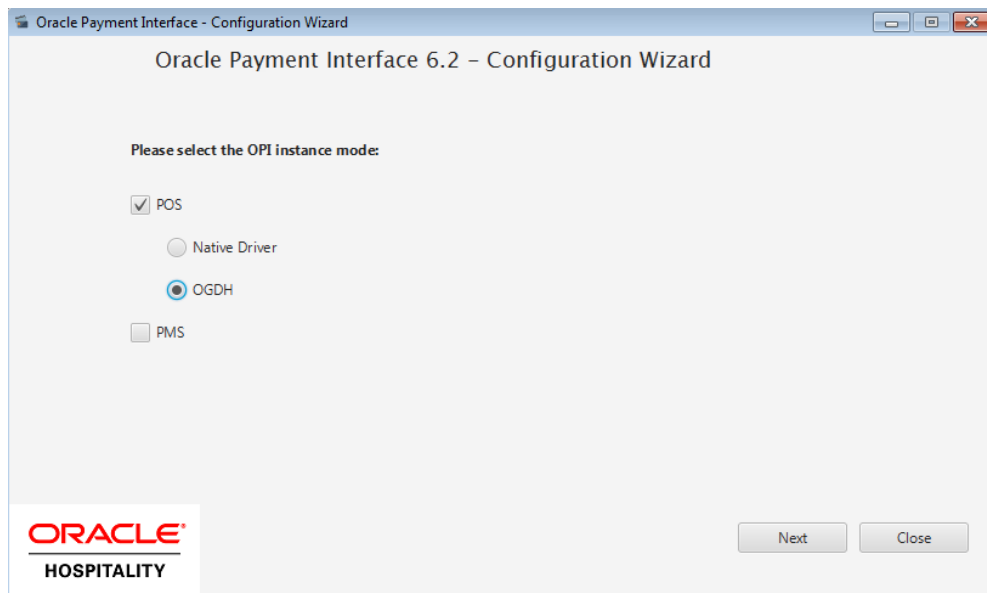 Oracle Payment Interface - Configuration Wizard
Oracle Payment Interface 6.2 – Configuration Wizard
Please select the OPI instance mode:
POS
Native Driver
OGDH
PMS
ORACLE®
HOSPITALITY
Next
Close